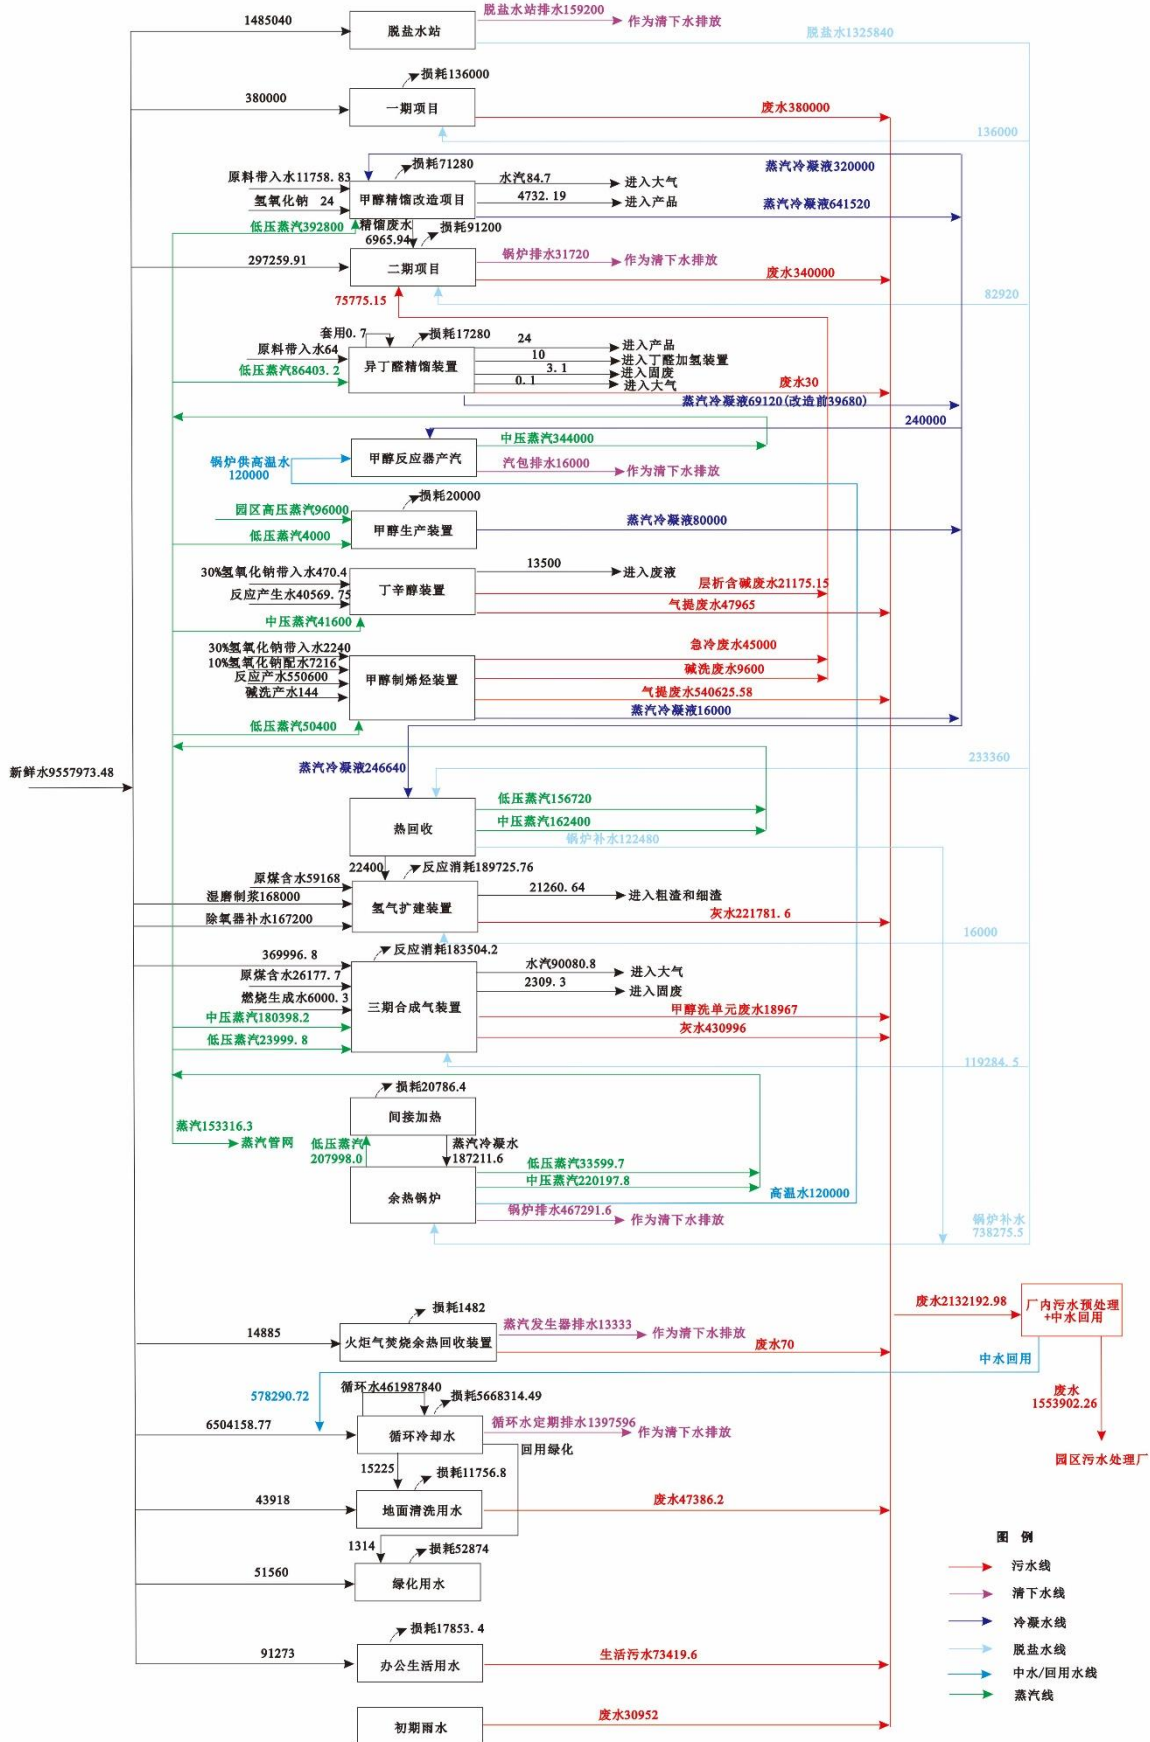 脱盐水站排水159200
1485040
脱盐水站
作为清下水排放
脱盐水1325840
损耗136000
380000
一期项目
废水380000
136000
蒸汽冷凝液320000
损耗71280
原料带入水11758.83
水汽84.7
进入大气
甲醇精馏改造项目
氢氧化钠 24
4732.19
进入产品
蒸汽冷凝液641520
低压蒸汽392800
精馏废水
6965.94
损耗91200
297259.91
二期项目
锅炉排水31720
作为清下水排放
废水340000
75775.15
82920
套用0.7
损耗17280
24
进入产品
原料带入水64
异丁醛精馏装置
10
进入丁醛加氢装置
3.1
进入固废
低压蒸汽86403.2
0.1
进入大气
废水30
蒸汽冷凝液69120(改造前39680)
240000
中压蒸汽344000
锅炉供高温水
120000
甲醇反应器产汽
汽包排水16000
作为清下水排放
损耗20000
园区高压蒸汽96000
甲醇生产装置
蒸汽冷凝液80000
低压蒸汽4000
13500
进入废液
30%氢氧化钠带入水470.4
丁辛醇装置
层析含碱废水21175.15
反应产生水40569.75
气提废水47965
中压蒸汽41600
30%氢氧化钠带入水2240
急冷废水45000
10%氢氧化钠配水7216
反应产水550600
甲醇制烯烃装置
碱洗废水9600
碱洗产水144
气提废水540625.58
蒸汽冷凝液16000
低压蒸汽50400
新鲜水9557973.48
蒸汽冷凝液246640
233360
低压蒸汽156720
热回收
中压蒸汽162400
锅炉补水122480
22400
反应消耗189725.76
原煤含水59168
21260.64
进入粗渣和细渣
湿磨制浆168000
氢气扩建装置
除氧器补水167200
灰水221781.6
16000
反应消耗183504.2
369996.8
水汽90080.8
进入大气
原煤含水26177.7
2309.3
进入固废
燃烧生成水6000.3
三期合成气装置
甲醇洗单元废水18967
中压蒸汽180398.2
灰水430996
低压蒸汽23999.8
119284.5
损耗20786.4
间接加热
蒸汽153316.3
蒸汽管网
低压蒸汽
207998.0
蒸汽冷凝水
187211.6
低压蒸汽33599.7
中压蒸汽220197.8
余热锅炉
高温水120000
锅炉排水467291.6
作为清下水排放
锅炉补水
738275.5
损耗1482
14885
火炬气焚烧余热回收装置
蒸汽发生器排水13333
作为清下水排放
废水70
废水2132192.98
厂内污水预处理
+中水回用
中水回用
废水
1553902.26
园区污水处理厂
循环水461987840
578290.72
损耗5668314.49
6504158.77
循环冷却水
循环水定期排水1397596
作为清下水排放
回用绿化
15225
损耗11756.8
43918
地面清洗用水
废水47386.2
1314
损耗52874
51560
绿化用水
损耗17853.4
91273
办公生活用水
生活污水73419.6
初期雨水
废水30952
图 例
污水线
清下水线
冷凝水线
脱盐水线
中水/回用水线
蒸汽线